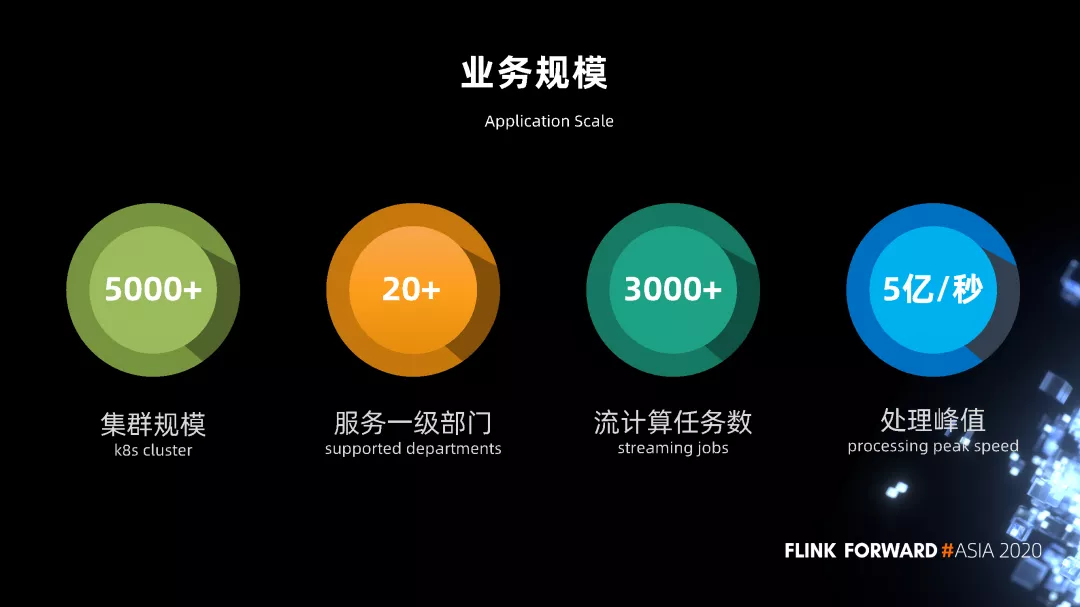 业务规模
Application Scale
5000+
20+
3000+
5亿/秒
集群规模
k8s cluster
服务一级部门
supported departments
流计算任务数
streaming jobs
处理峰值
processing peak speed
FLINK FORWARD #ASIA 2020